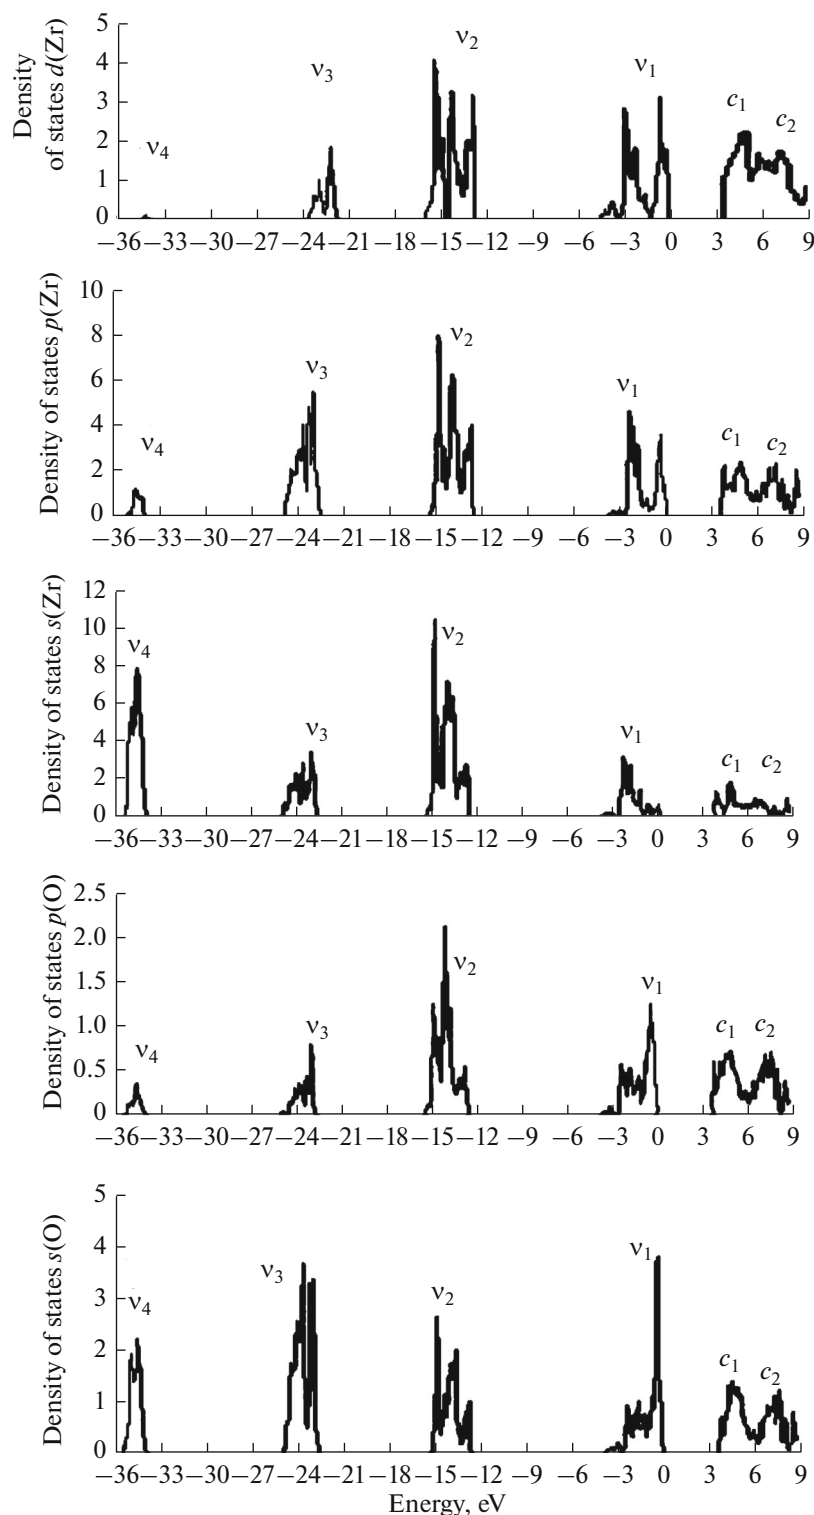 Density
of states d(Zr)
5
4
3
2
1
0
ν4
ν3
ν2
ν1
c1
c2
−36 −33 −30 −27 −24 −21 −18 −15 −12 −9 −6 −3 0 3 6 9
Density of states p(Zr)
10
8
6
4
2
0
ν4
ν3
ν2
ν1
c1
c2
−36 −33 −30 −27 −24 −21 −18 −15 −12 −9 −6 −3 0 3 6 9
Density of states s(Zr)
12
10
8
6
4
2
0
ν4
ν3
ν2
ν1
c1
c2
−36 −33 −30 −27 −24 −21 −18 −15 −12 −9 −6 −3 0 3 6 9
Density of states p(O)
2.5
2.0
1.5
1.0
0.5
0
ν4
ν3
ν2
ν1
c1
c2
−36 −33 −30 −27 −24 −21 −18 −15 −12 −9 −6 −3 0 3 6 9
Density of states s(O)
5
4
3
2
1
0
ν4
ν3
ν2
ν1
c1
c2
−36 −33 −30 −27 −24 −21 −18 −15 −12 −9 −6 −3 0 3 6 9
Energy, eV